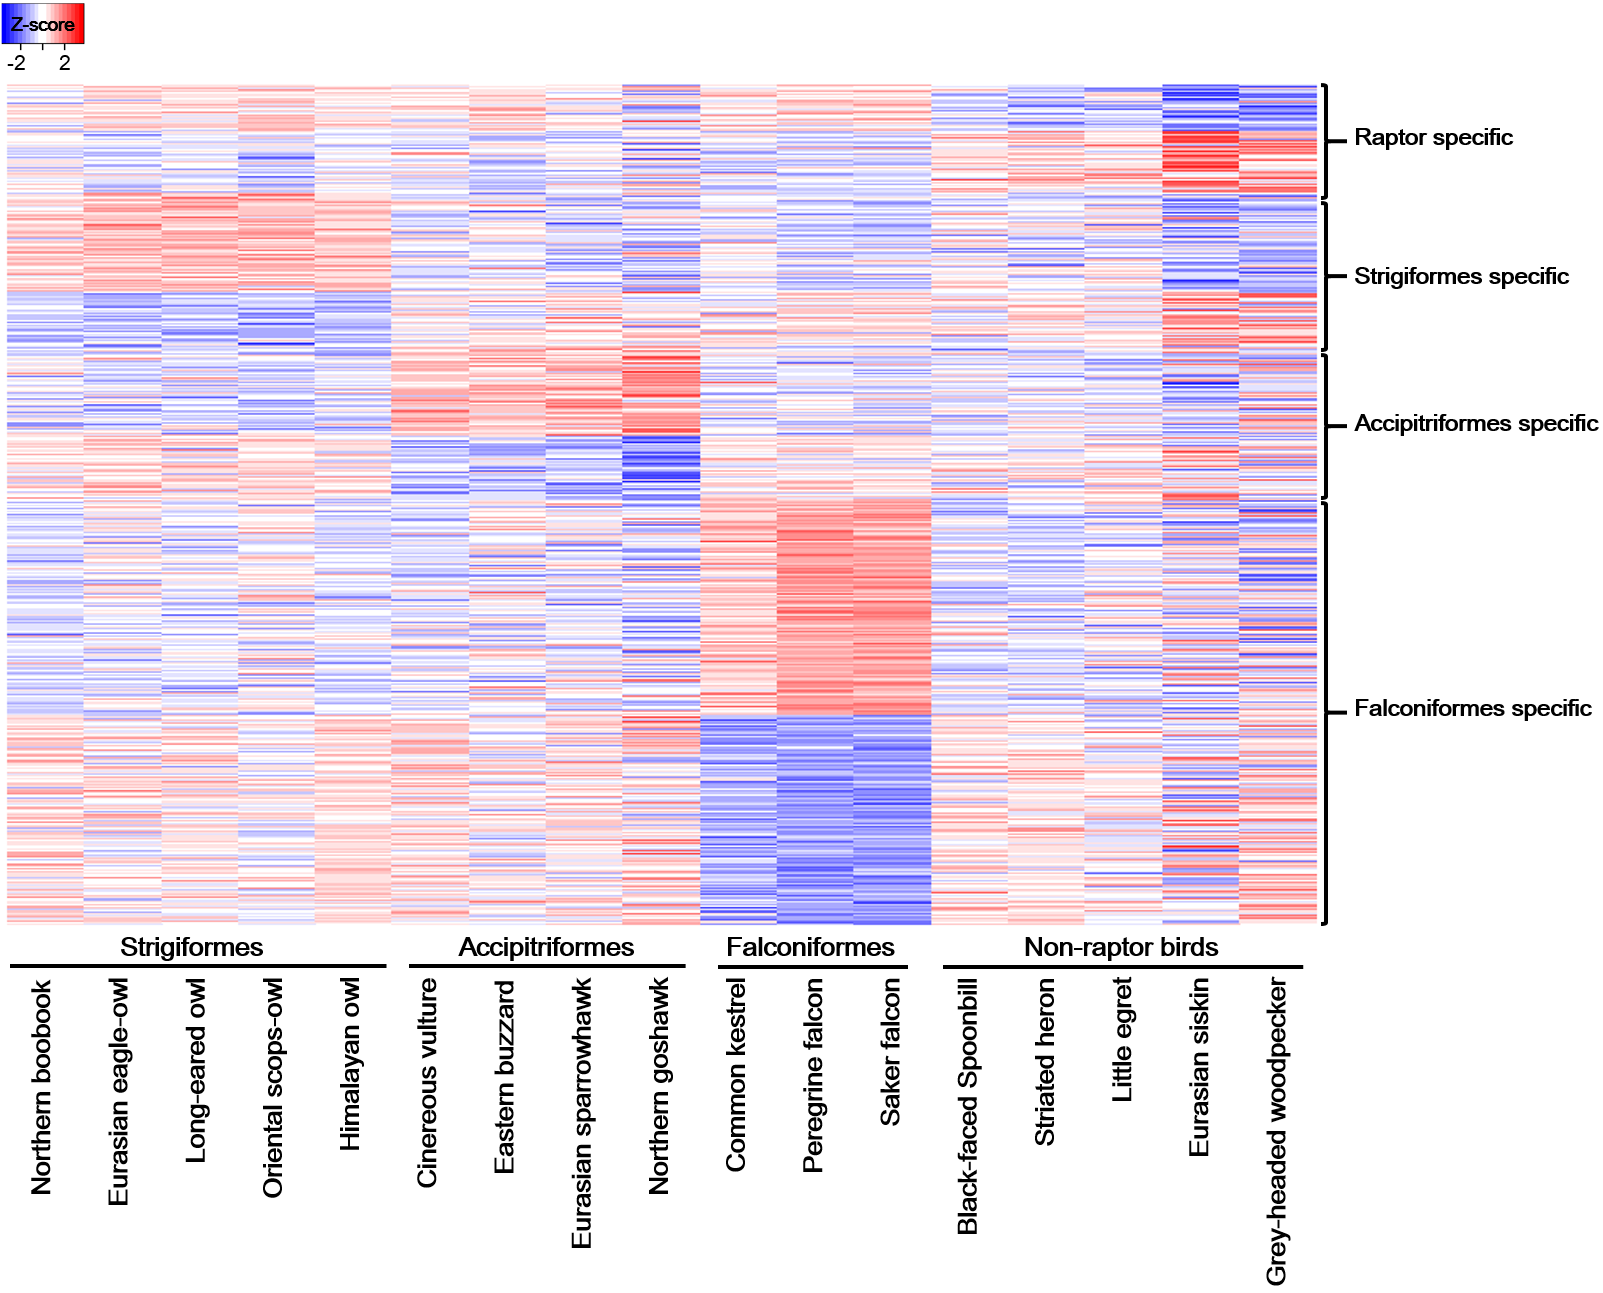 Z-score
-2 2
Raptor specific
Strigiformes specific
Accipitriformes specific
Falconiformes specific
Strigiformes
Accipitriformes
Falconiformes
Non-raptor birds
Northern boobook
Eurasian eagle-owl
Long-eared owl
Oriental scops-owl
Himalayan owl
Cinereous vulture
Eastern buzzard
Eurasian sparrowhawk
Northern goshawk
Common kestrel
Peregrine falcon
Saker falcon
Black-faced Spoonbill
Striated heron
Little egret
Eurasian siskin
Grey-headed woodpecker